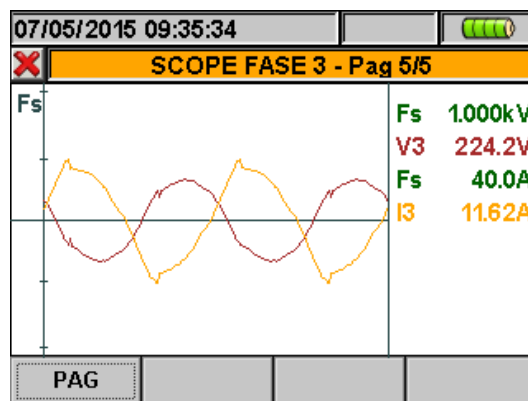 07/05/2015 09:35:34
SCOPE FASE 3 - Pag 5/5
Fs
Fs 1.000kV
V3 224.2V
Fs 40.0A
I3 11.62A
PAG